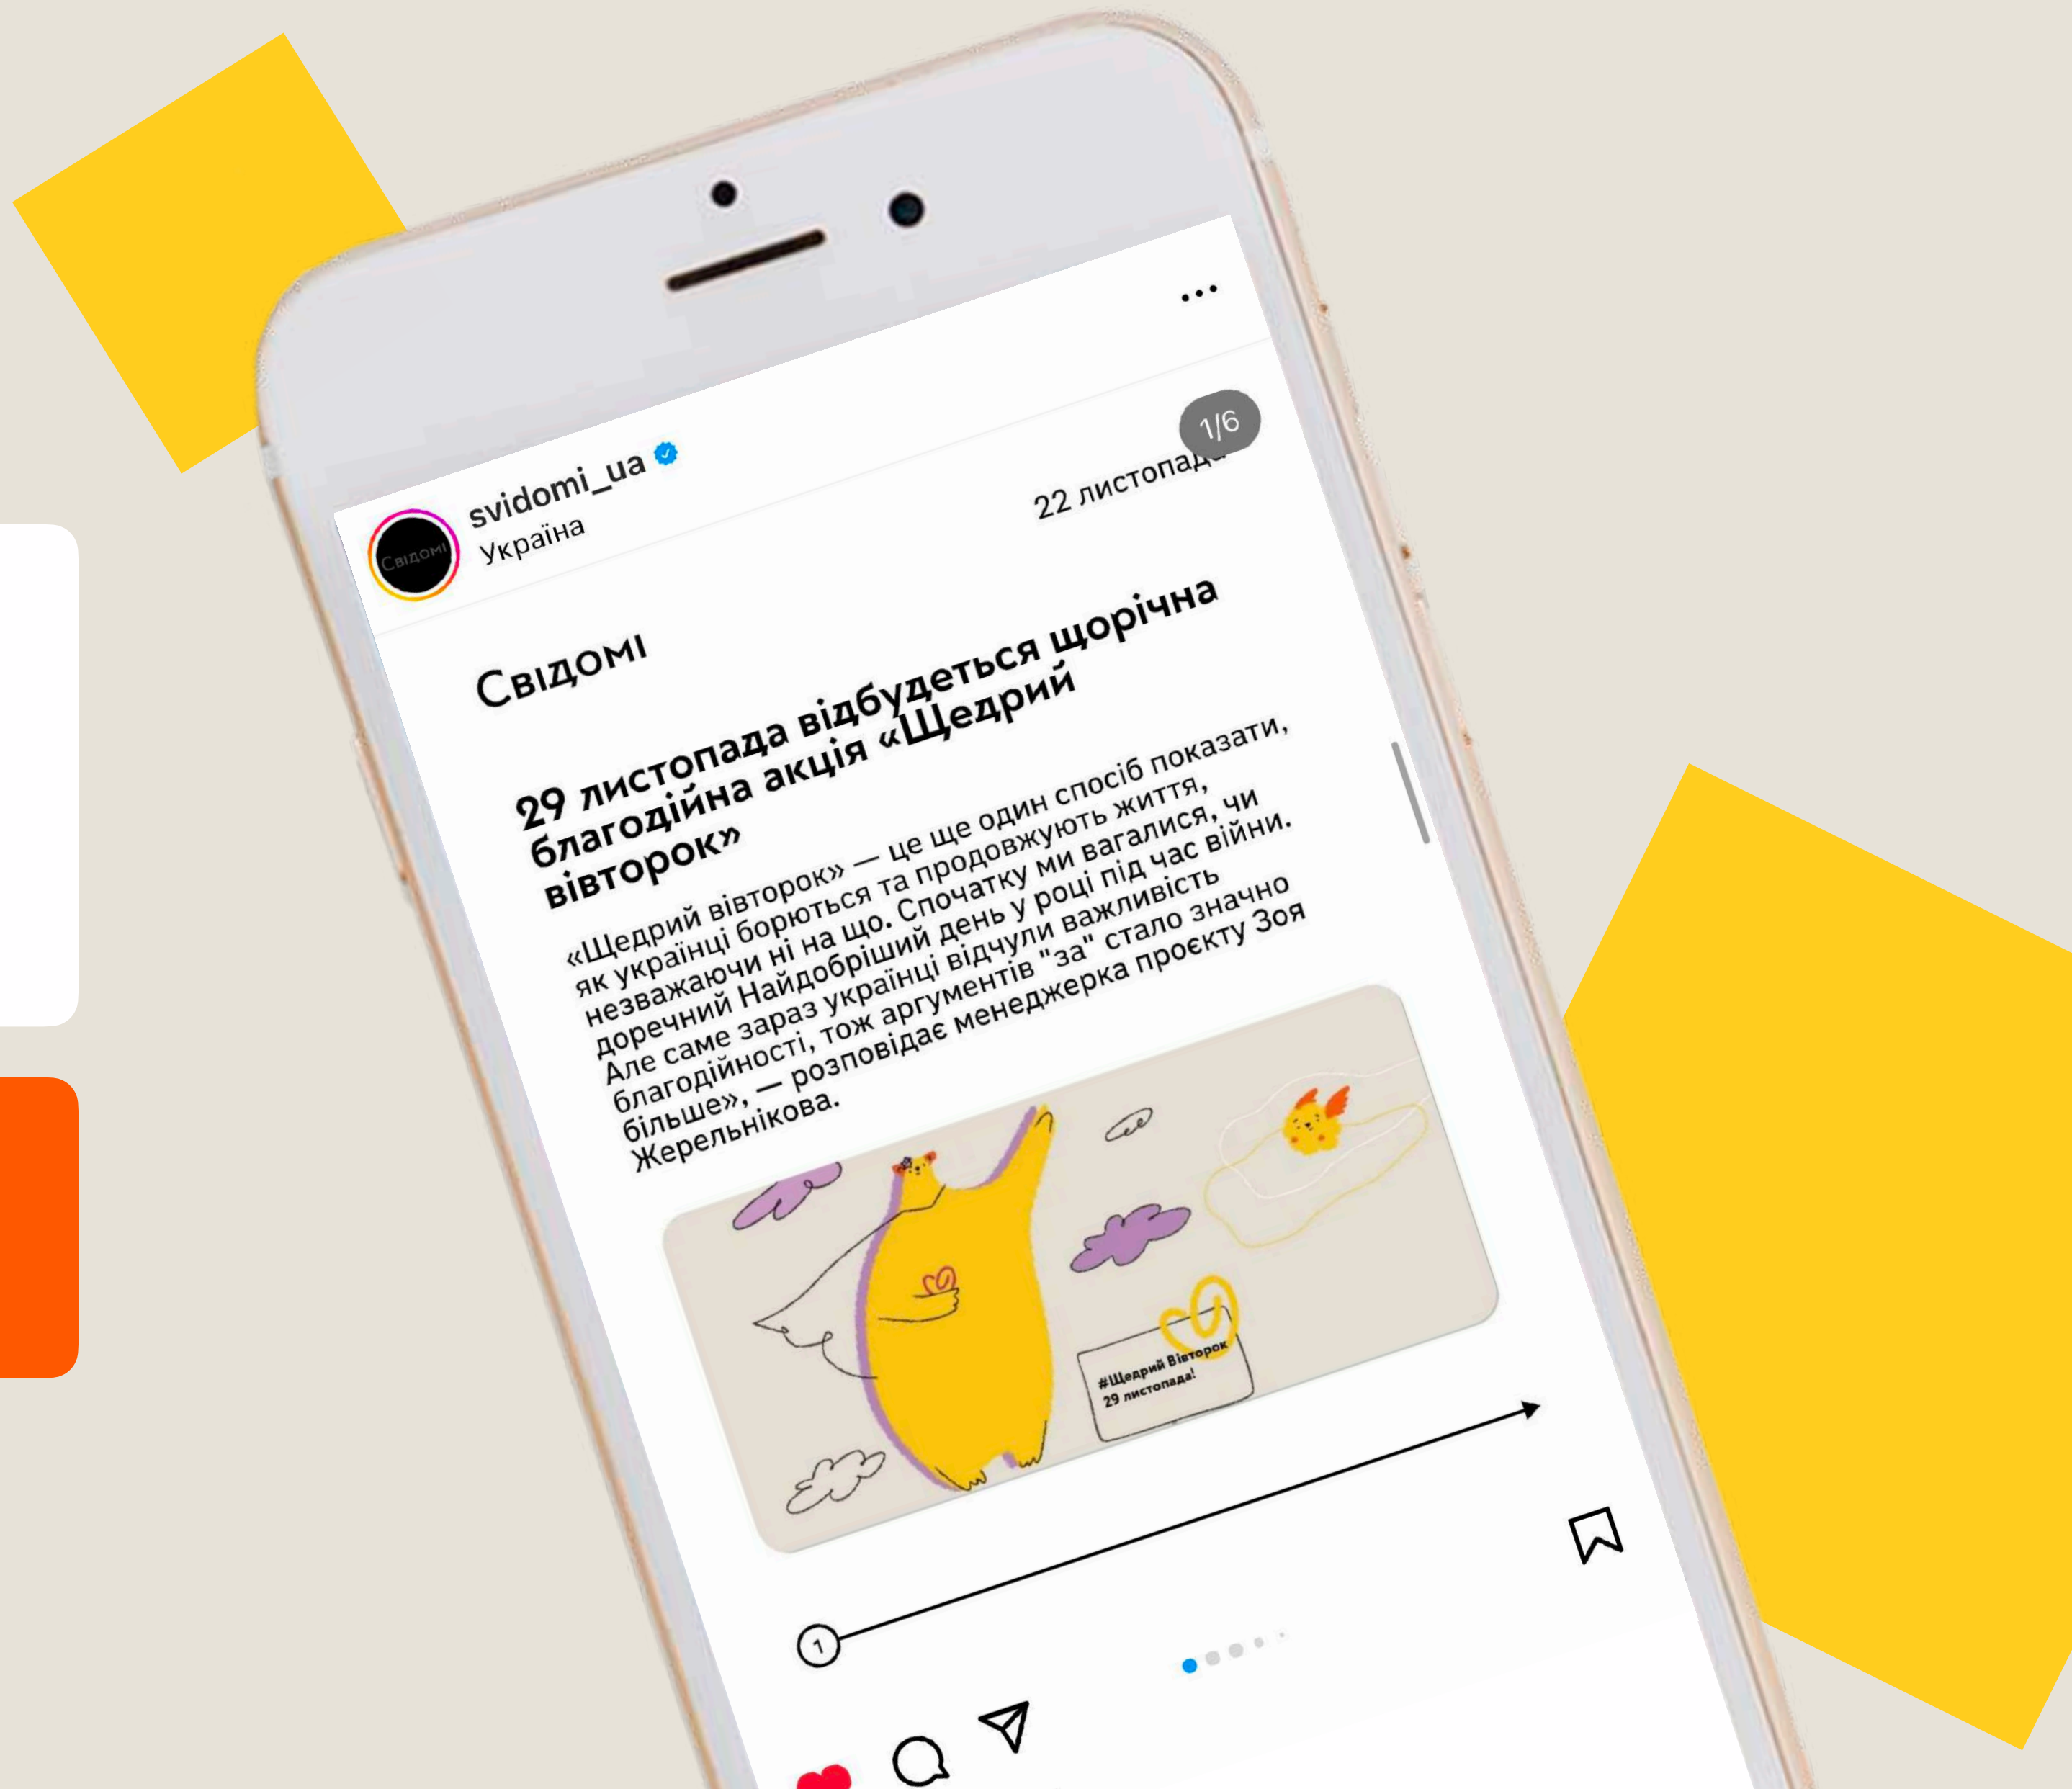 svidomi_ua
Україна
Свідомі
1/6
22 листопада
Свідомі
29 листопада відбудеться щорічна
благодійна акція «Щедрий
вівторок»
«Щедрий вівторок» — це ще один спосіб показати,
як українці борються та продовжують життя,
незважаючи ні на що. Спочатку ми вагалися, чи
доречний Найдобріший день у році під час війни.
Але саме зараз українці відчули важливість
благодійності, тож аргументів "за" стало значно
більше», — розповідає менеджерка проєкту Зоя
Жерельнікова.
#Щедрий Вівторок
29 листопада!
1